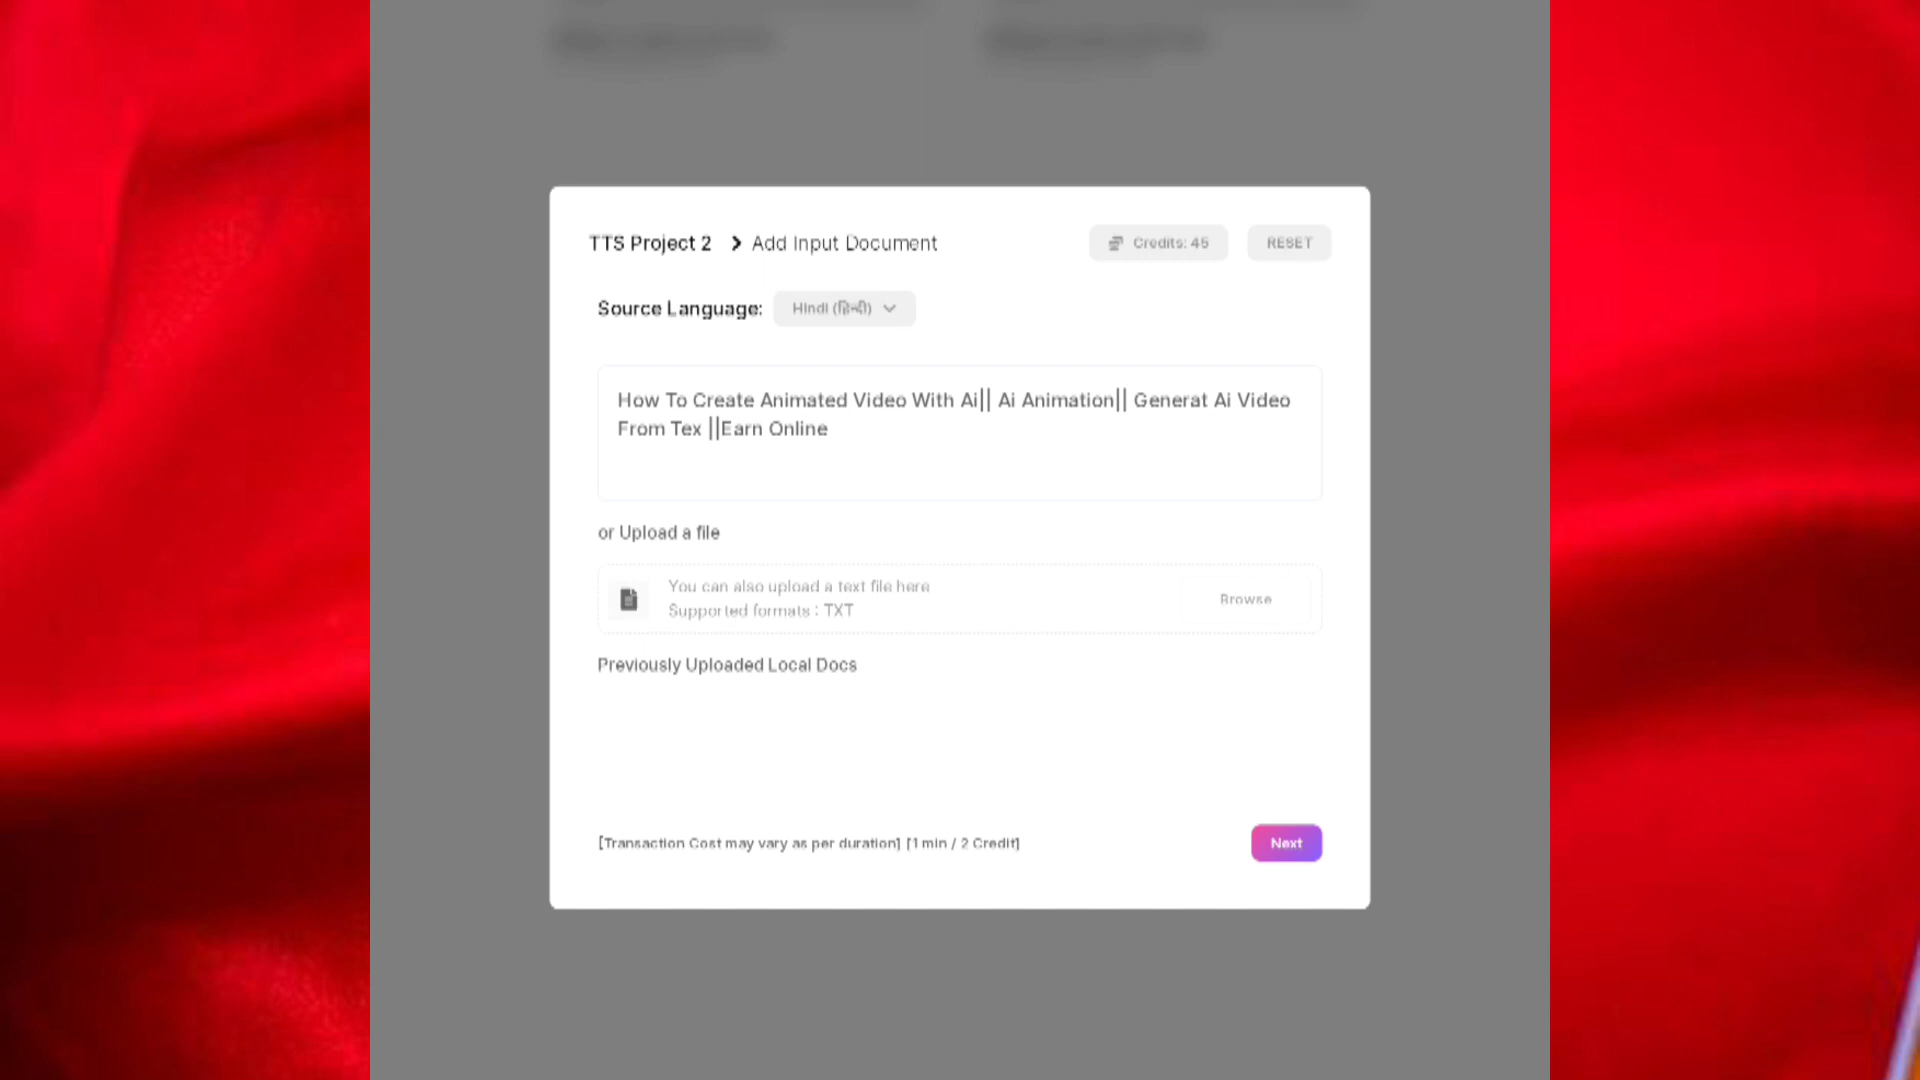 TTS Project 2 > Add Input Document
Credits: 45
RESET
Source Language:
Hindi (हिन्दी)
How To Create Animated Video With Ai|| Ai Animation|| Generat Ai Video
From Tex ||Earn Online
or Upload a file
You can also upload a text file here
Supported formats : TXT
Browse
Previously Uploaded Local Docs
[Transaction Cost may vary as per duration] [1 min / 2 Credit]
Next